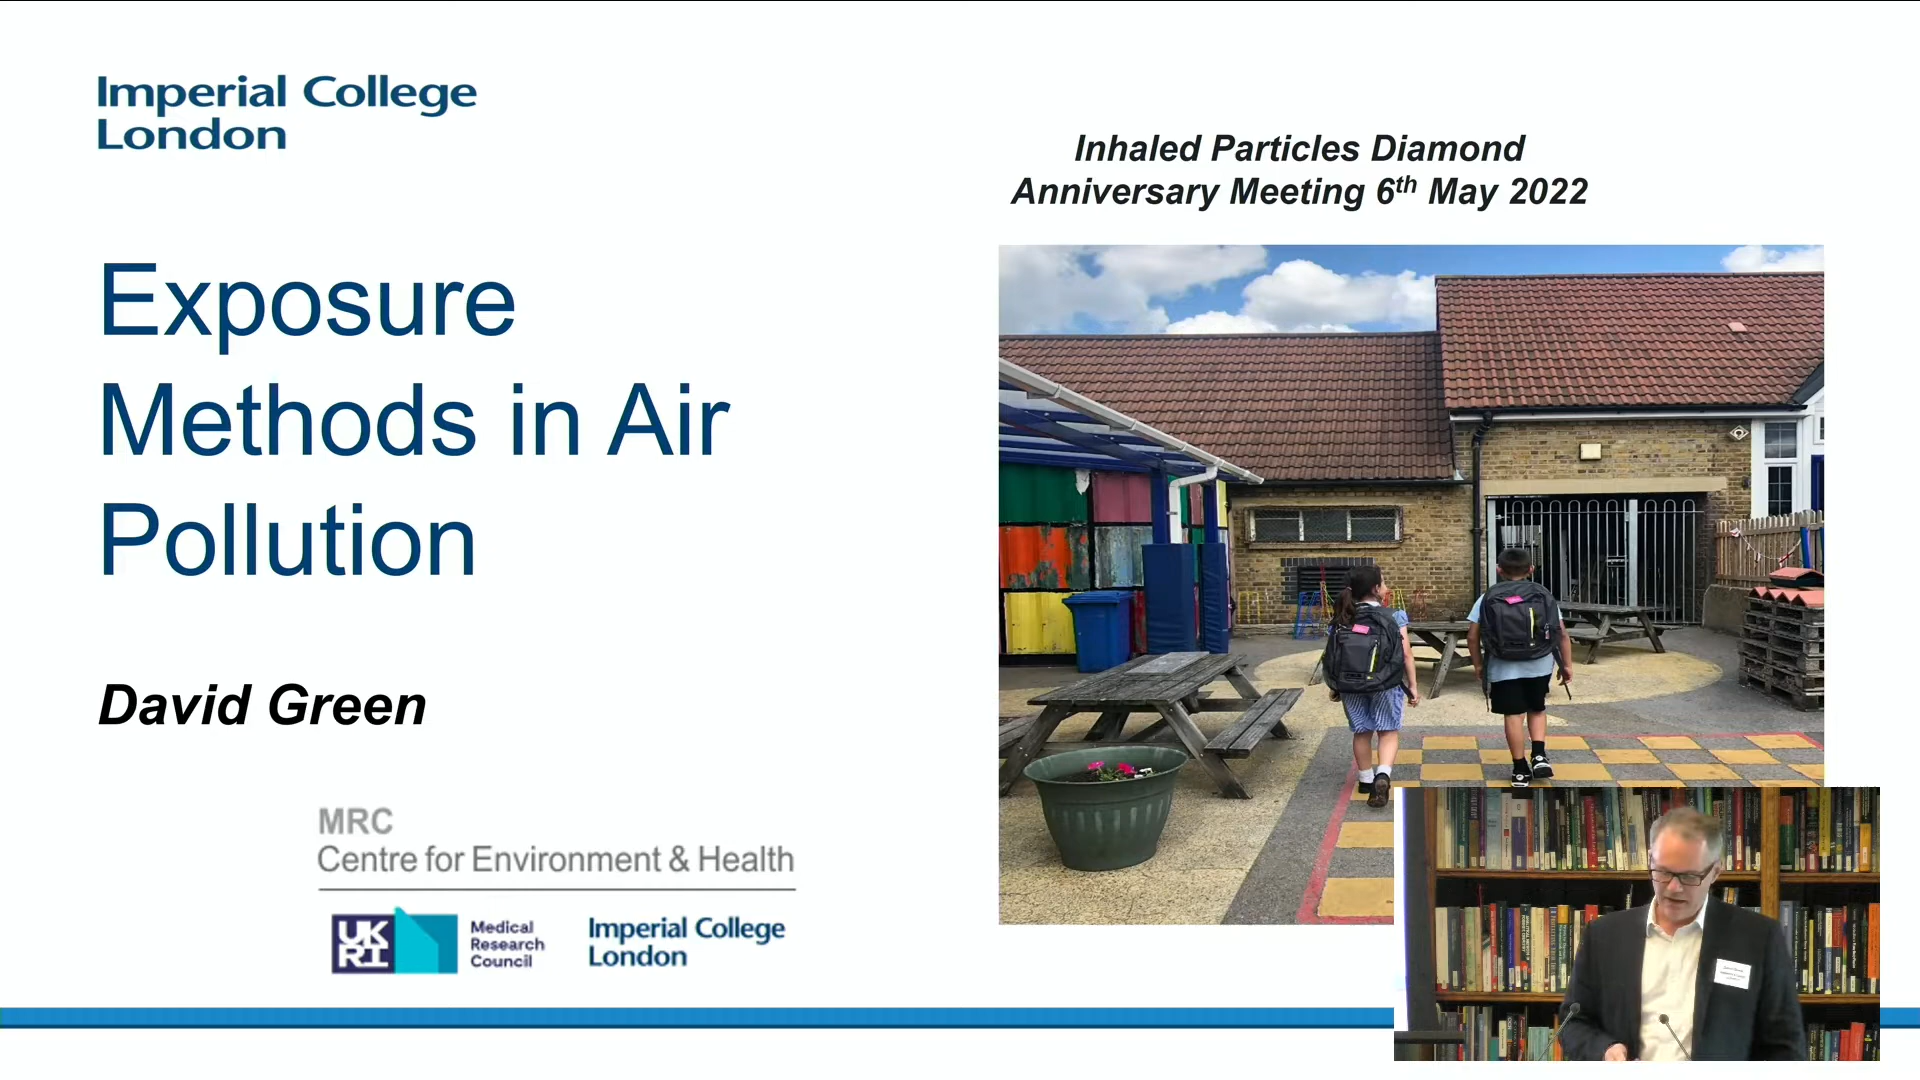 Imperial College
London
Inhaled Particles Diamond
Anniversary Meeting 6th May 2022
Exposure
Methods in Air
Pollution
David Green
MRC
Centre for Environment & Health
UK
RI
Medical
Research
Council
Imperial College
London